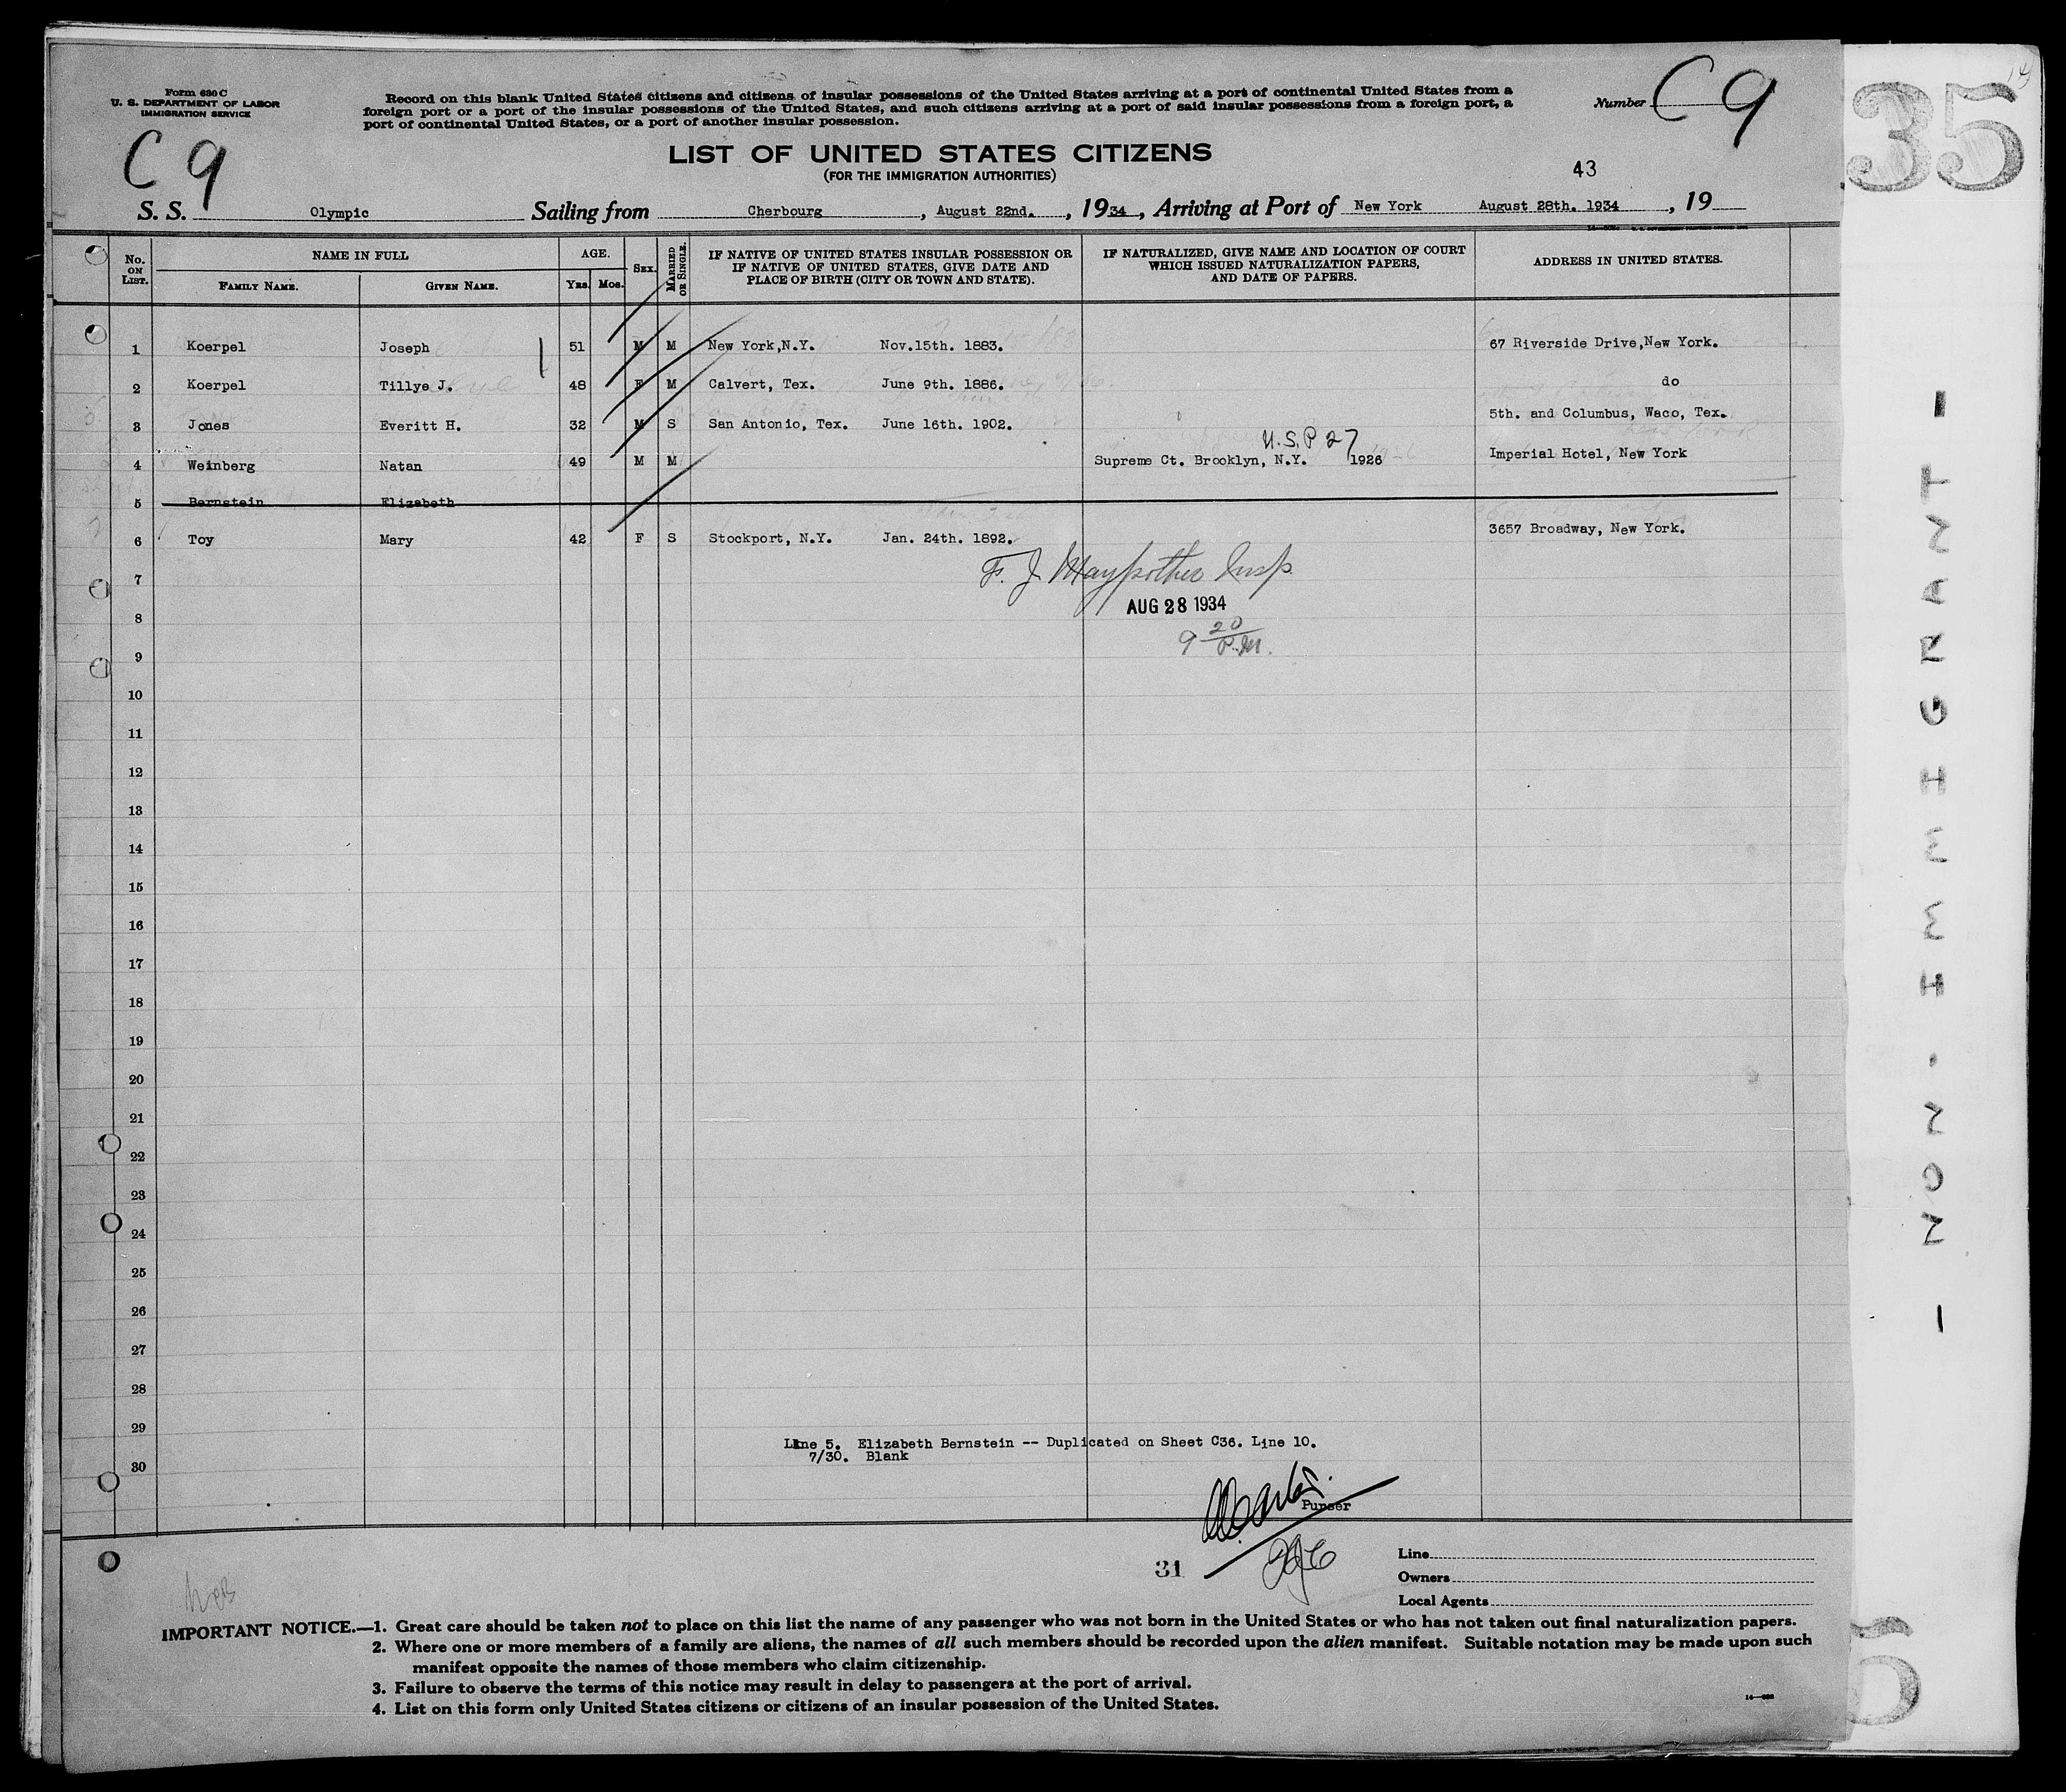 Form 630 C
U. S. DEPARTMENT OF LABOR
IMMIGRATION SERVICE
Record on this blank United States citizens and citizens of insular possessions of the United States arriving at a port of continental United States from a
foreign port or a port of the insular possessions of the United States, and such citizens arriving at a port of said insular possessions from a foreign port, a
port of continental United States, or a port of another insular possession.
Number C 9
35
C 9
LIST OF UNITED STATES CITIZENS
(FOR THE IMMIGRATION AUTHORITIES)
43
S. S. Olympic Sailing from Cherbourg, August 22nd., 1934, Arriving at Port of New York August 28th. 1934, 19
No. ON LIST. NAME IN FULL FAMILY NAME. GIVEN NAME. AGE. Yrs. Mos. SEX. MARRIED OR SINGLE. IF NATIVE OF UNITED STATES INSULAR POSSESSION OR IF NATIVE OF UNITED STATES, GIVE DATE AND PLACE OF BIRTH (CITY OR TOWN AND STATE). IF NATURALIZED, GIVE NAME AND LOCATION OF COURT WHICH ISSUED NATURALIZATION PAPERS, AND DATE OF PAPERS. ADDRESS IN UNITED STATES.
1 Koerpel Joseph 51 M M New York,N.Y. Nov.15th. 1883. 67 Riverside Drive,New York.
2 Koerpel Tillye J. 48 F M Calvert, Tex. June 9th. 1886. do
3 Jones Everitt H. 32 M S San Antonio, Tex. June 16th. 1902. 5th. and Columbus, Waco, Tex.
U.S.P 27
4 Weinberg Natan 49 M M Supreme Ct. Brooklyn, N.Y. 1926 Imperial Hotel, New York
5 Bernstein Elizabeth
6 Toy Mary 42 F S Stockport, N.Y. Jan. 24th. 1892. 3657 Broadway, New York.
7
F. J. Maypother Insp.
AUG 28 1934
8
9 20 P.M.
9
10
11
12
13
14
15
16
17
18
19
20
21
22
23
24
25
26
27
28
29
Line 5. Elizabeth Bernstein -- Duplicated on Sheet C36. Line 10.
7/30. Blank
30
Purser
31
Line
Owners
Local Agents
IMPORTANT NOTICE.—1. Great care should be taken not to place on this list the name of any passenger who was not born in the United States or who has not taken out final naturalization papers.
2. Where one or more members of a family are aliens, the names of all such members should be recorded upon the alien manifest. Suitable notation may be made upon such
manifest opposite the names of those members who claim citizenship.
3. Failure to observe the terms of this notice may result in delay to passengers at the port of arrival.
4. List on this form only United States citizens or citizens of an insular possession of the United States.
- NON-IMMIGRANT -
5